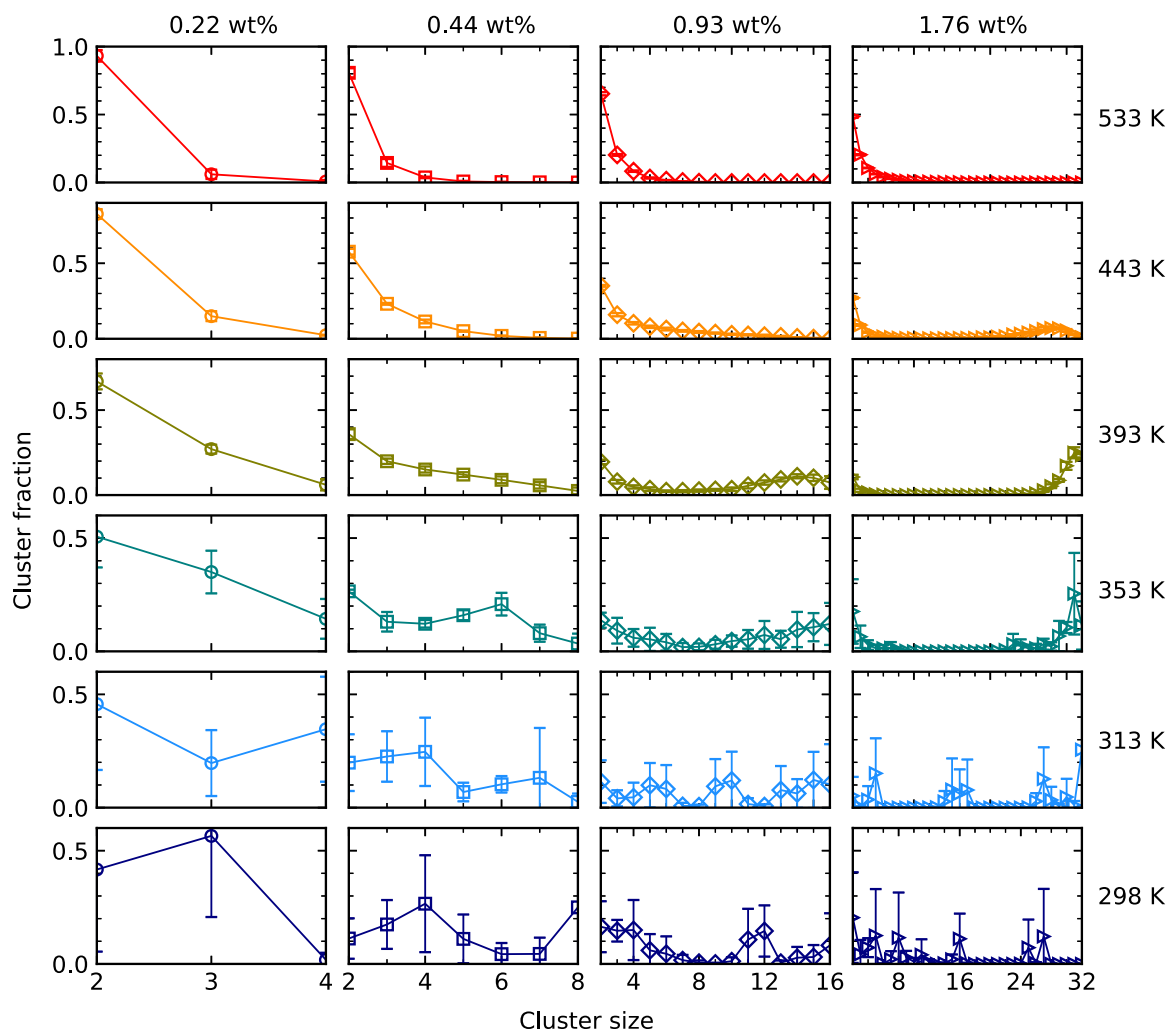 0.22 wt% 0.44 wt% 0.93 wt% 1.76 wt%
1.0
0.5
0.0
533 K
0.5
0.0
443 K
0.5
0.0
393 K
0.5
0.0
353 K
0.5
0.0
313 K
0.5
0.0
298 K
2 3 4 2 4 6 8 4 8 12 16 8 16 24 32
Cluster fraction
Cluster size